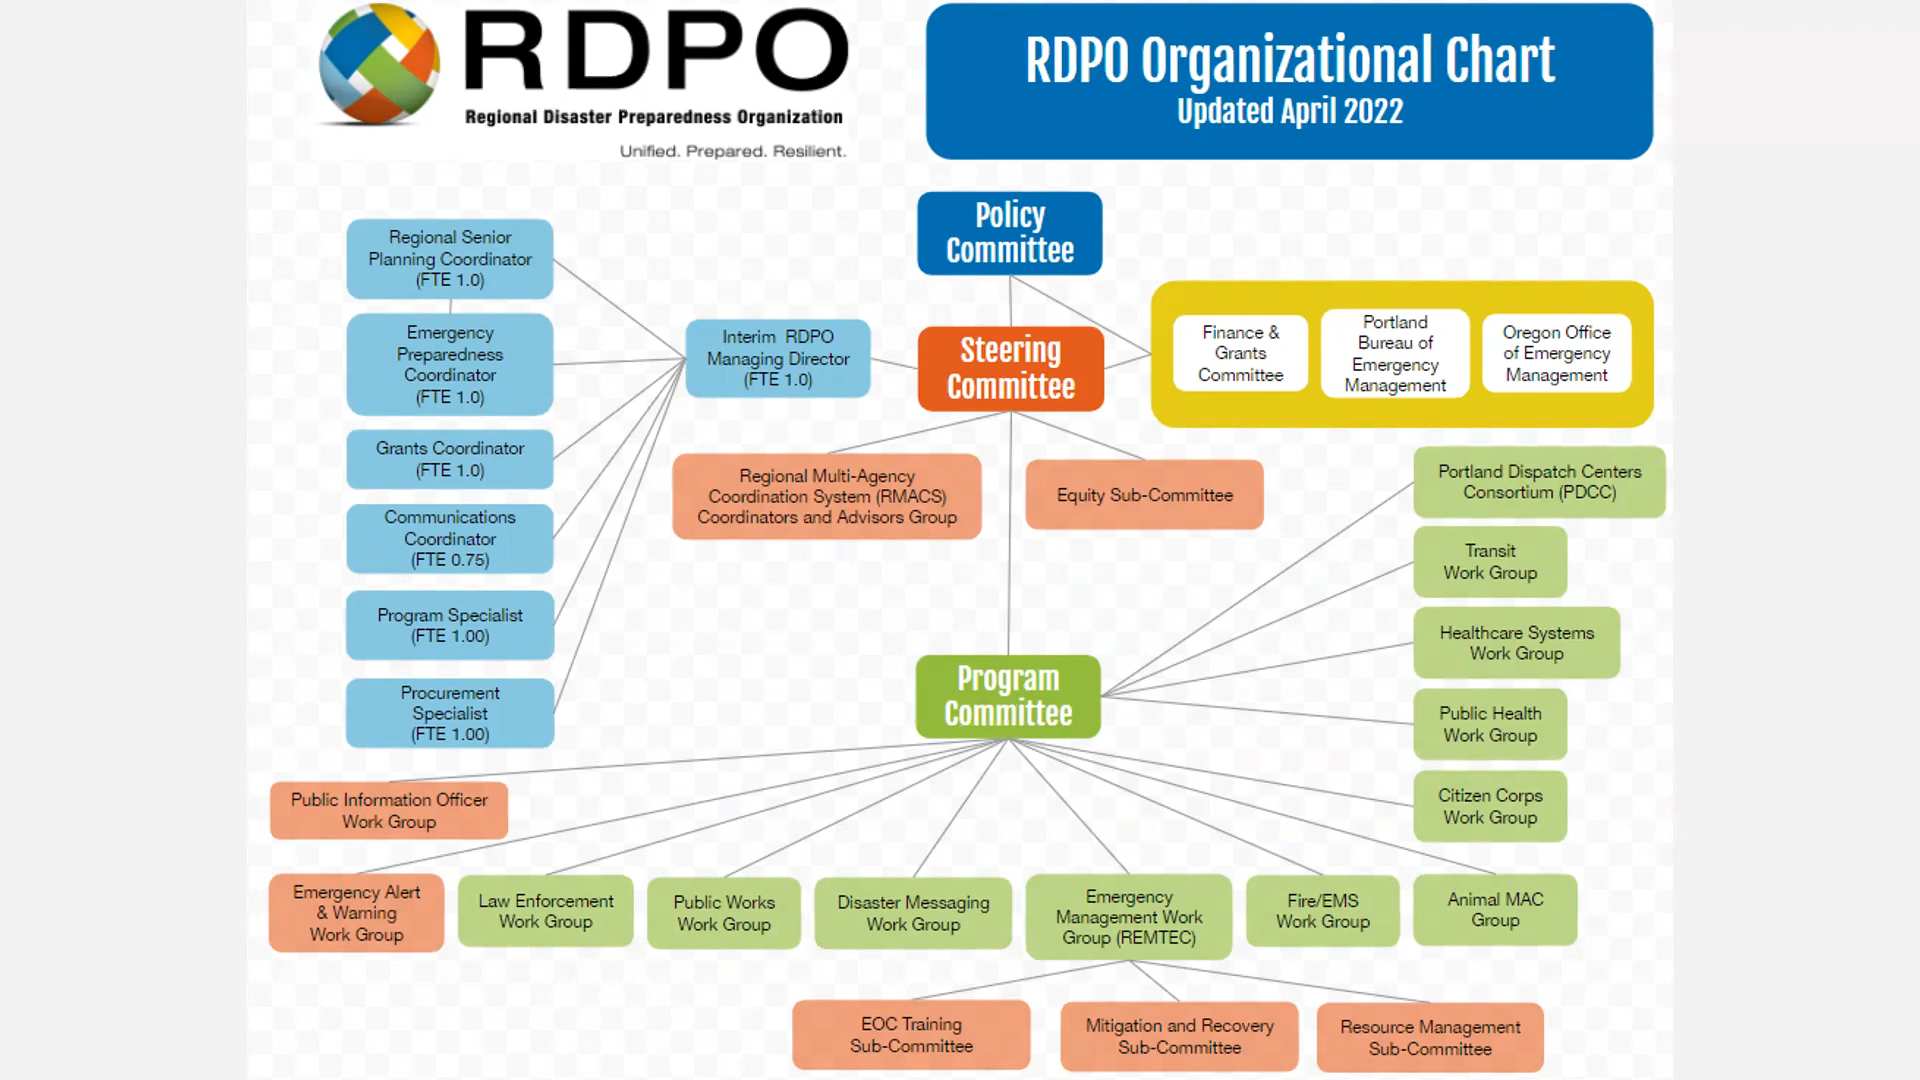 RDPO
Regional Disaster Preparedness Organization
Unified. Prepared. Resilient.
RDPO Organizational Chart
Updated April 2022
Policy
Committee
Regional Senior
Planning Coordinator
(FTE 1.0)
Emergency
Preparedness
Coordinator
(FTE 1.0)
Grants Coordinator
(FTE 1.0)
Communications
Coordinator
(FTE 0.75)
Program Specialist
(FTE 1.00)
Procurement
Specialist
(FTE 1.00)
Interim RDPO
Managing Director
(FTE 1.0)
Steering
Committee
Finance &
Grants
Committee
Portland
Bureau of
Emergency
Management
Oregon Office
of Emergency
Management
Regional Multi-Agency
Coordination System (RMACS)
Coordinators and Advisors Group
Equity Sub-Committee
Portland Dispatch Centers
Consortium (PDCC)
Transit
Work Group
Healthcare Systems
Work Group
Public Health
Work Group
Citizen Corps
Work Group
Program
Committee
Public Information Officer
Work Group
Emergency Alert
& Warning
Work Group
Law Enforcement
Work Group
Public Works
Work Group
Disaster Messaging
Work Group
Emergency
Management Work
Group (REMTEC)
Fire/EMS
Work Group
Animal MAC
Group
EOC Training
Sub-Committee
Mitigation and Recovery
Sub-Committee
Resource Management
Sub-Committee